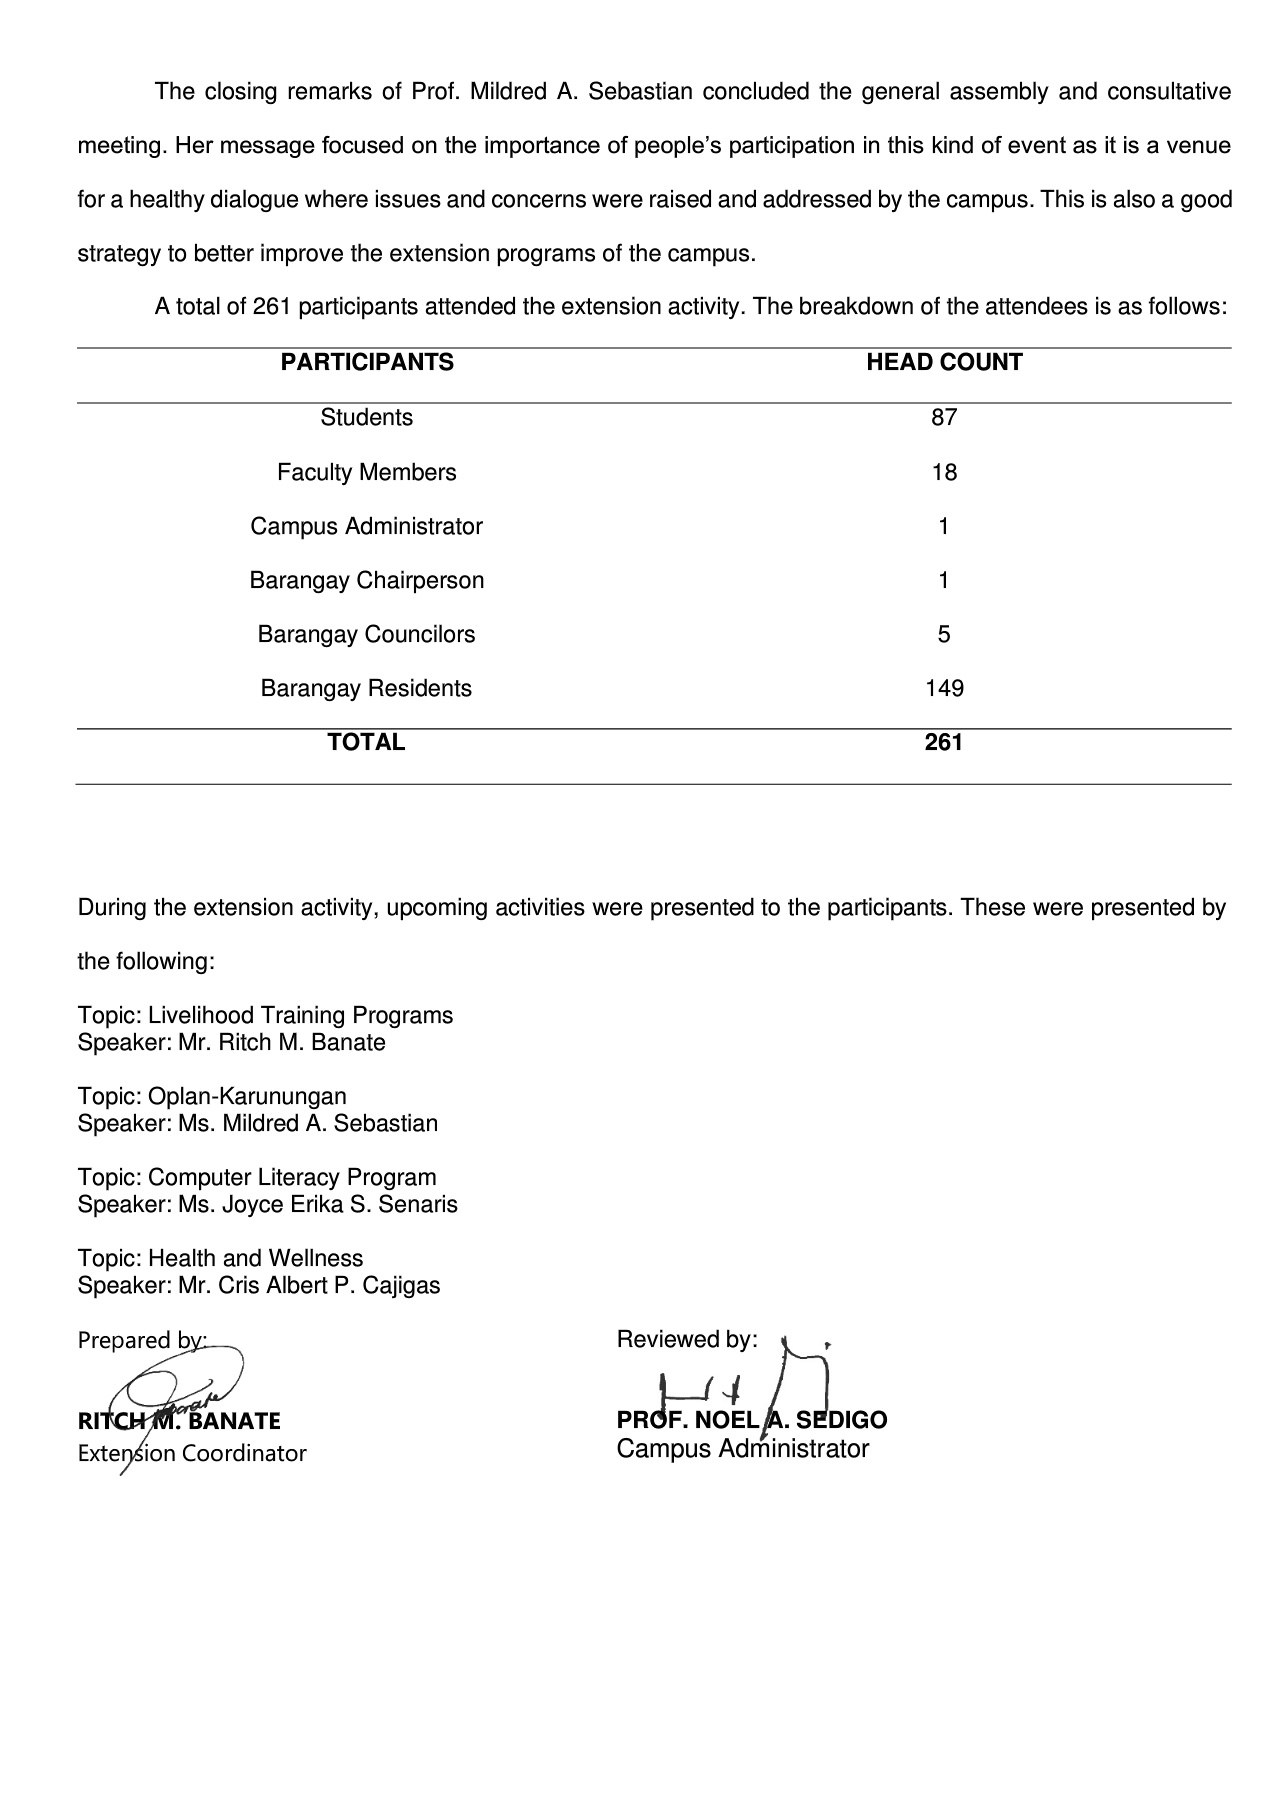 The closing remarks of Prof. Mildred A. Sebastian concluded the general assembly and consultative
meeting. Her message focused on the importance of people’s participation in this kind of event as it is a venue
for a healthy dialogue where issues and concerns were raised and addressed by the campus. This is also a good
strategy to better improve the extension programs of the campus.
A total of 261 participants attended the extension activity. The breakdown of the attendees is as follows:
PARTICIPANTS HEAD COUNT
Students 87
Faculty Members 18
Campus Administrator 1
Barangay Chairperson 1
Barangay Councilors 5
Barangay Residents 149
TOTAL 261
During the extension activity, upcoming activities were presented to the participants. These were presented by
the following:
Topic: Livelihood Training Programs
Speaker: Mr. Ritch M. Banate
Topic: Oplan-Karunungan
Speaker: Ms. Mildred A. Sebastian
Topic: Computer Literacy Program
Speaker: Ms. Joyce Erika S. Senaris
Topic: Health and Wellness
Speaker: Mr. Cris Albert P. Cajigas
Prepared by: Reviewed by:
RITCH M. BANATE PROF. NOEL A. SEDIGO
Extension Coordinator Campus Administrator